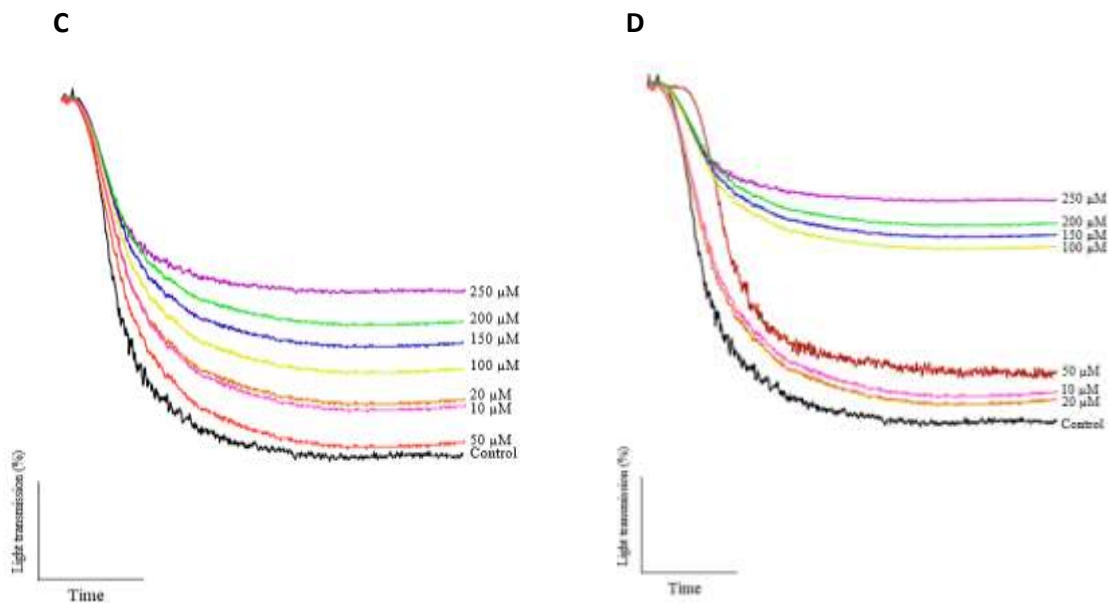 C
250 µM
200 µM
150 µM
100 µM
20 µM
10 µM
50 µM
Control
Light transmission (%)
Time
D
250 µM
200 µM
150 µM
100 µM
50 µM
10 µM
20 µM
Control
Light transmission (%)
Time